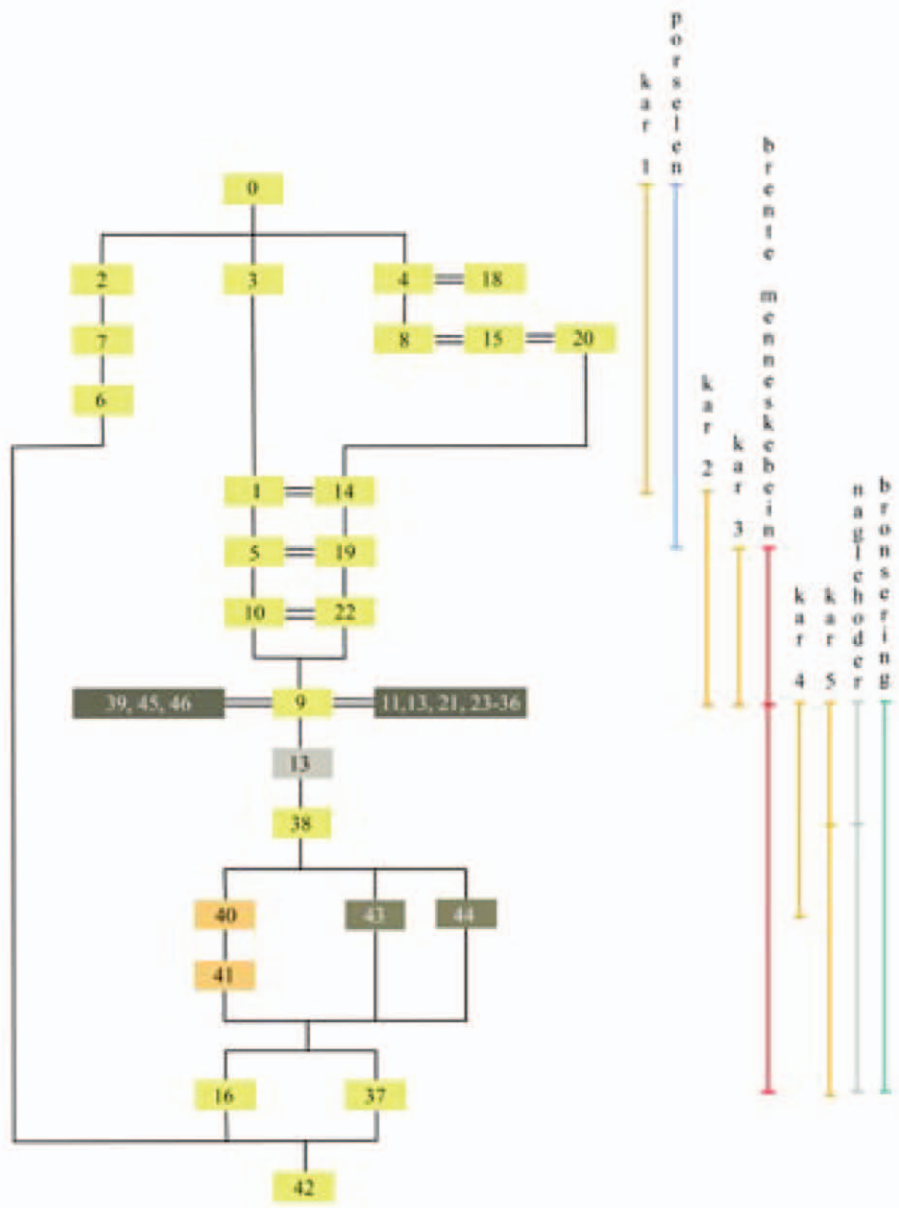 kar 1
porselen
kar 2
kar 3
brente menneskebein
kar 4
kar 5
naglehoder
bronsering
0
2
3
4
18
7
8
15
20
6
1
14
5
19
10
22
39, 45, 46
9
11,13, 21, 23-36
13
38
40
43
44
41
16
37
42